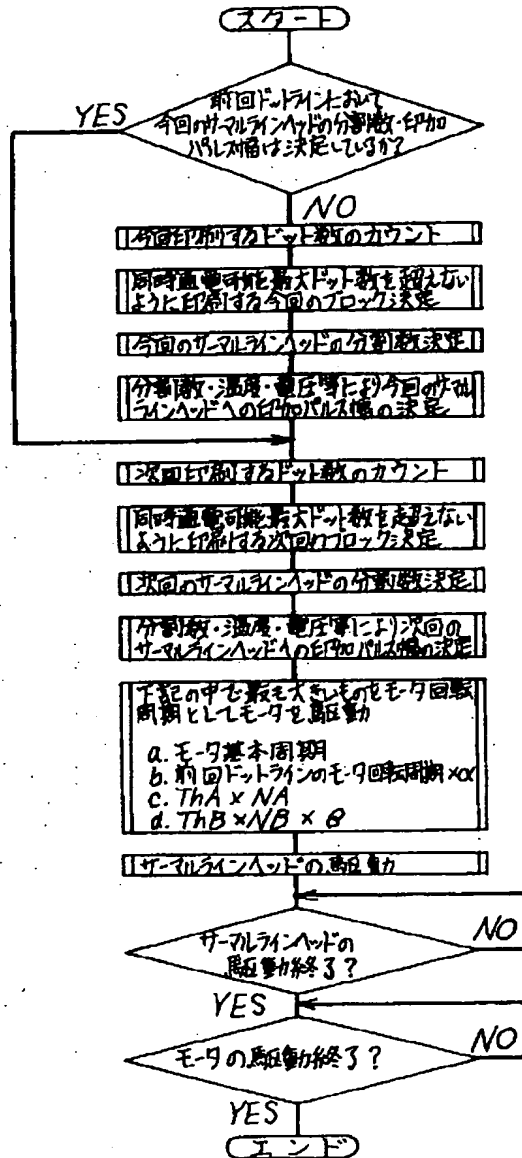 スタート
前回ドットラインにおいて
今回のサーマルラインヘッドの分割数・印加
パルス幅は決定しているか?
YES
NO
今回印刷するドット数のカウント
同時通電可能最大ドット数を超えない
ように印刷する今回のブロック決定
今回のサーマルラインヘッドの分割数決定
分割数・温度・電圧等により今回のサーマル
ラインヘッドへの印加パルス幅の決定
次回印刷するドット数のカウント
同時通電可能最大ドット数を超えない
ように印刷する次回のブロック決定
次回のサーマルラインヘッドの分割数決定
分割数・温度・電圧等により次回の
サーマルラインヘッドへの印加パルス幅の決定
下記の中で最も大きいものをモータ回転
周期としてモータを駆動
a. モータ基本周期
b. 前回ドットラインのモータ回転周期×α
c. ThA × NA
d. ThB × NB × β
サーマルラインヘッドの駆動
サーマルラインヘッドの
駆動終了?
NO
YES
モータの駆動終了?
NO
YES
エンド